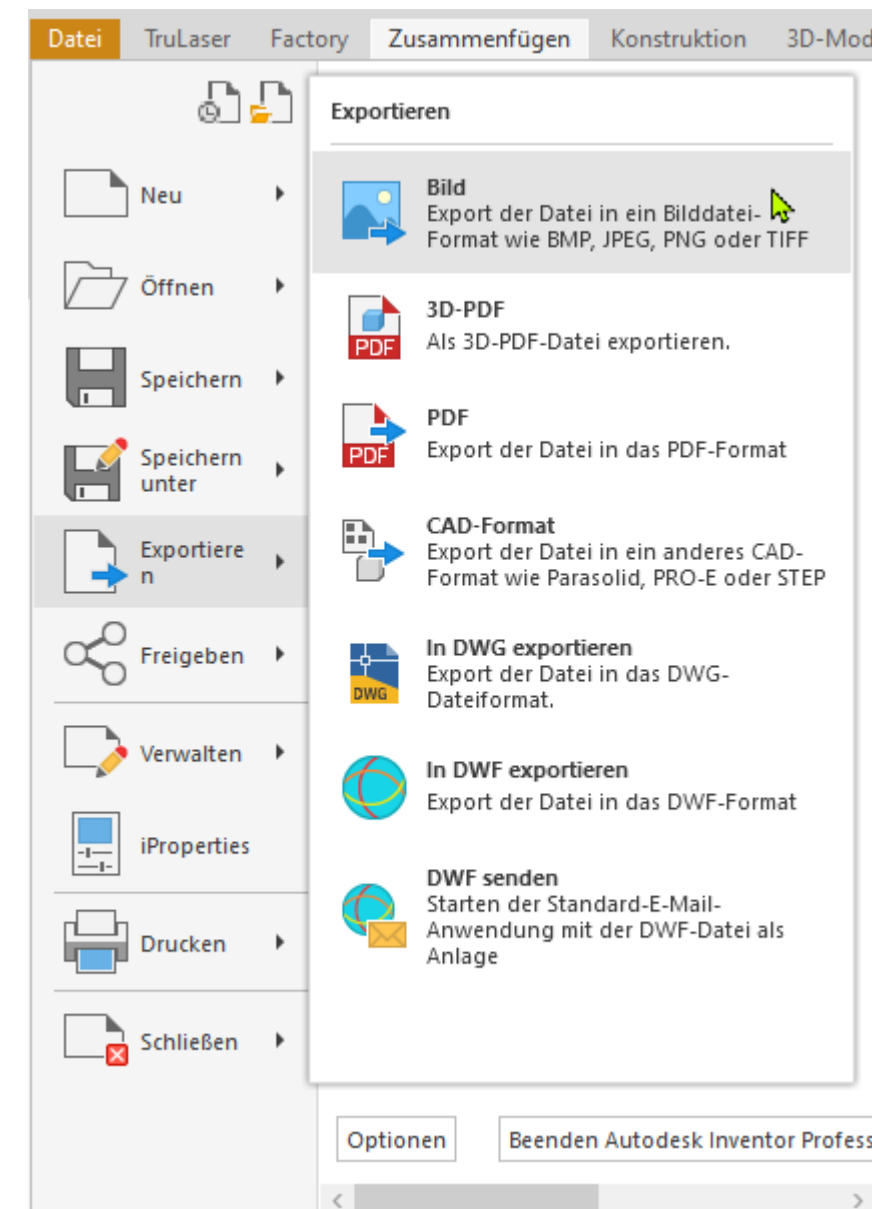 Datei TruLaser Factory Zusammenfügen Konstruktion 3D-Mod
Exportieren
Neu
Öffnen
Speichern
Speichern
unter
Exportiere
n
Freigeben
Verwalten
iProperties
Drucken
Schließen
Bild
Export der Datei in ein Bilddatei-
Format wie BMP, JPEG, PNG oder TIFF
PDF
3D-PDF
Als 3D-PDF-Datei exportieren.
PDF
PDF
Export der Datei in das PDF-Format
CAD-Format
Export der Datei in ein anderes CAD-
Format wie Parasolid, PRO-E oder STEP
DWG
In DWG exportieren
Export der Datei in das DWG-
Dateiformat.
In DWF exportieren
Export der Datei in das DWF-Format
DWF senden
Starten der Standard-E-Mail-
Anwendung mit der DWF-Datei als
Anlage
Optionen
Beenden Autodesk Inventor Profess